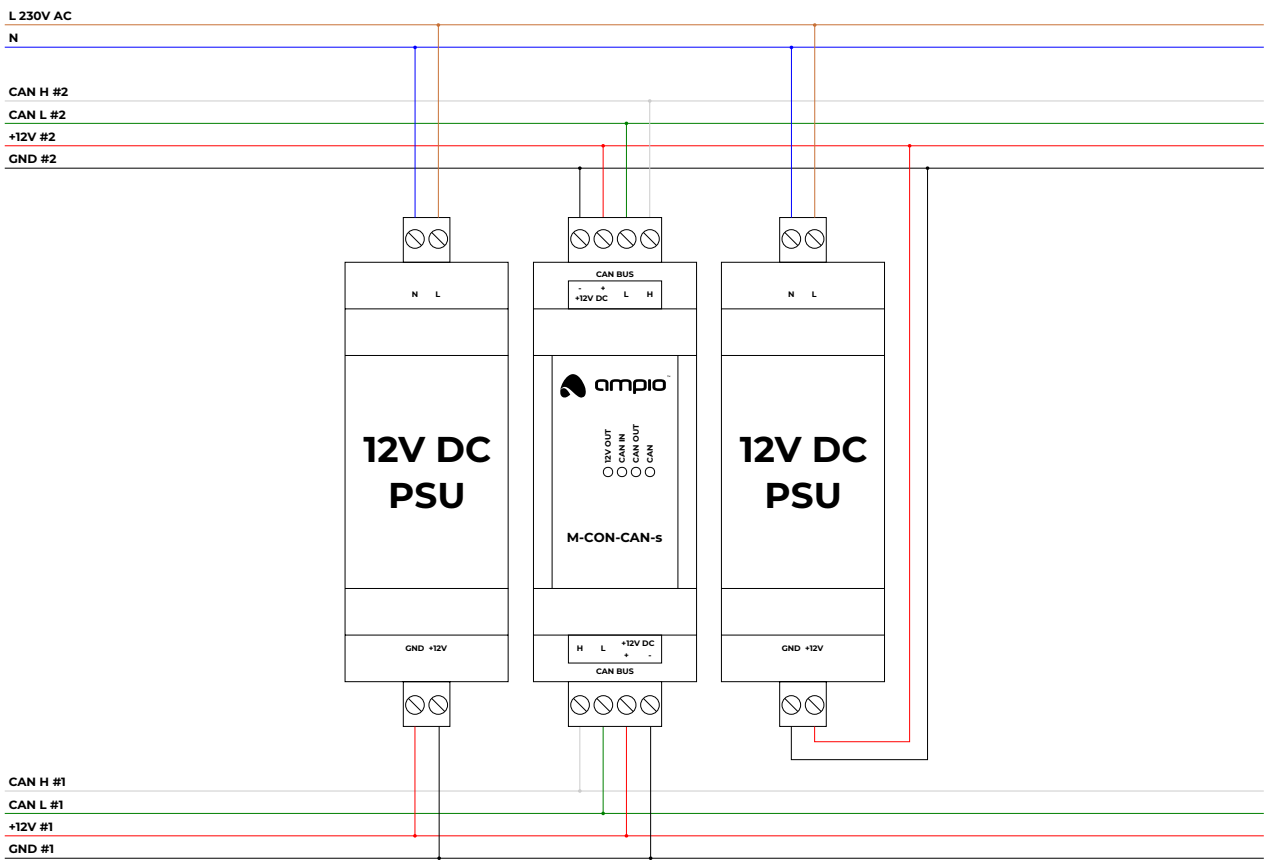 L 230V AC
N
CAN H #2
CAN L #2
+12V #2
GND #2
N L
CAN BUS
- +
+12V DC L H
N L
ampio™
12V OUT
CAN IN
CAN OUT
CAN
12V DC
PSU
12V DC
PSU
M-CON-CAN-s
GND +12V
H L +12V DC
+ -
CAN BUS
GND +12V
CAN H #1
CAN L #1
+12V #1
GND #1